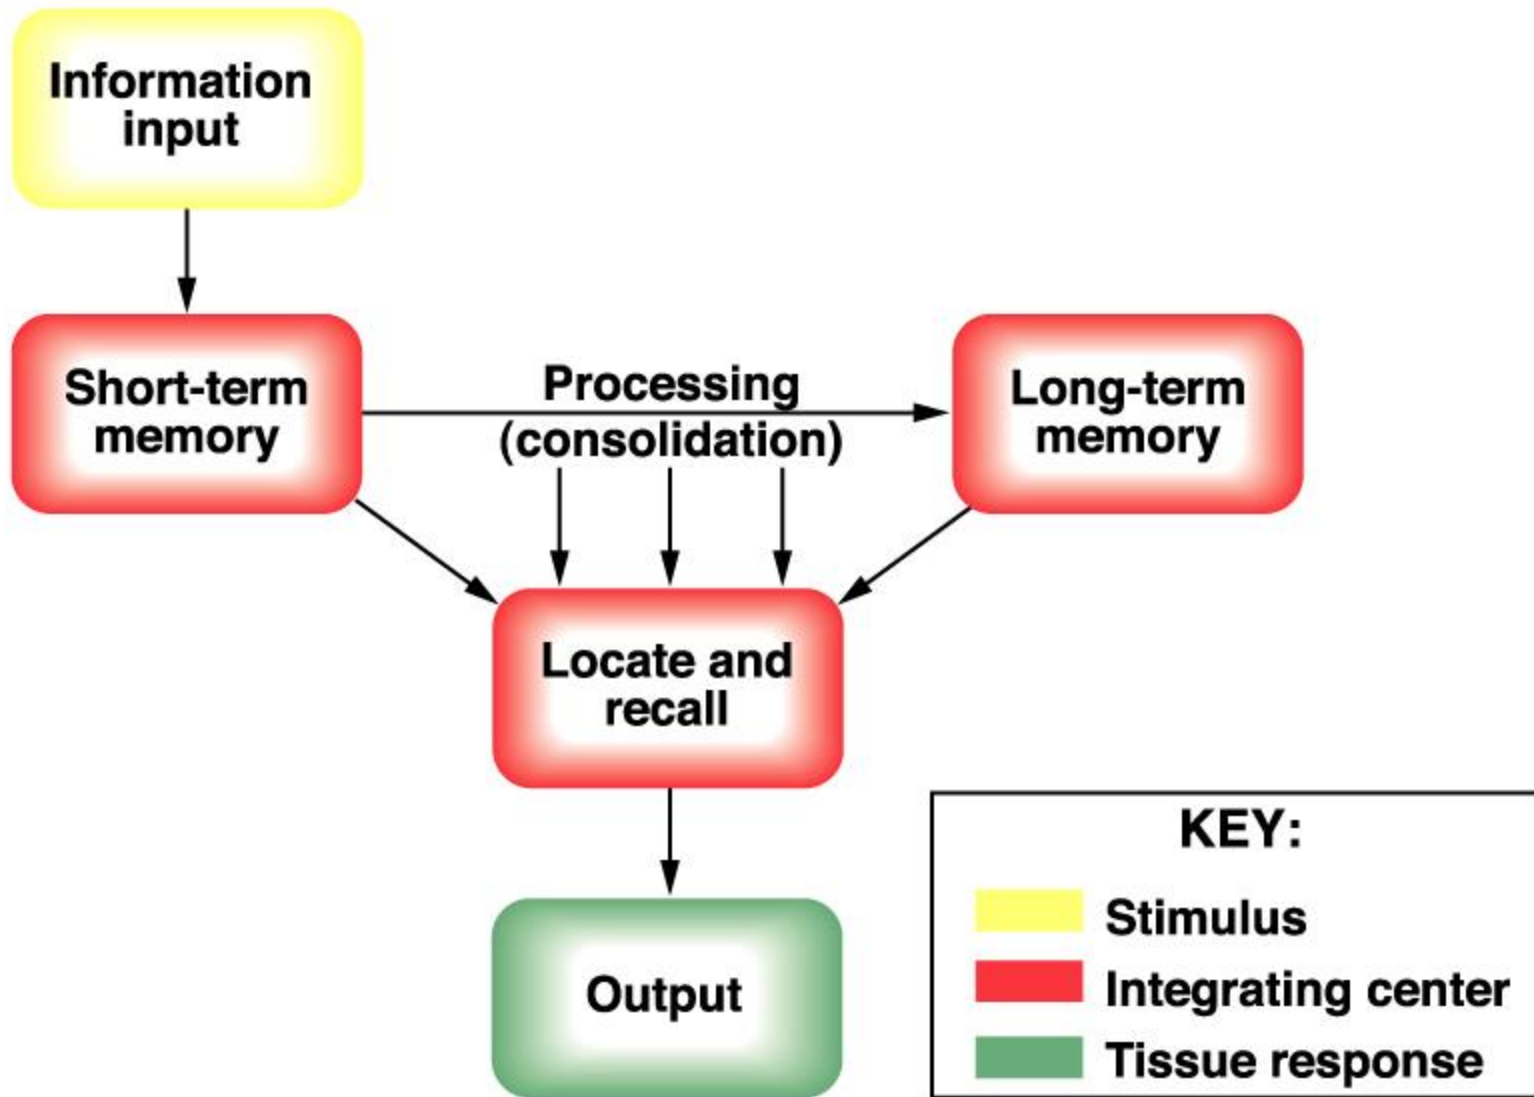 Information
input
Short-term
memory
Processing
(consolidation)
Long-term
memory
Locate and
recall
Output
KEY:
Stimulus
Integrating center
Tissue response